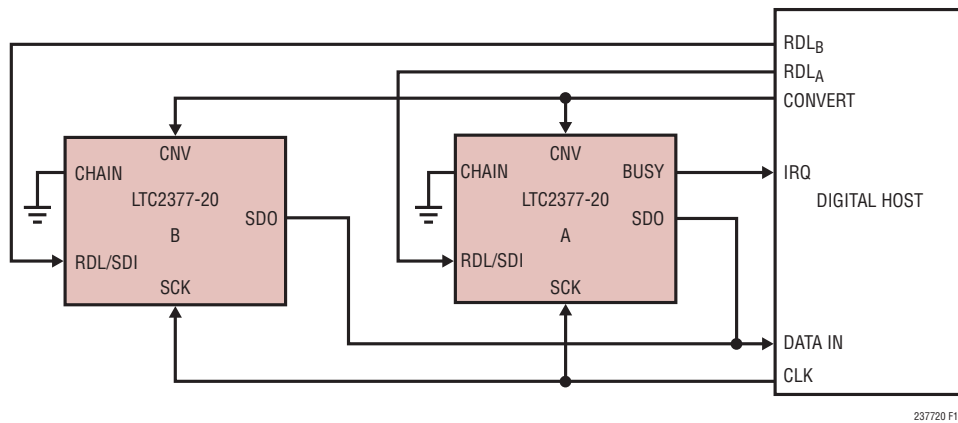 RDLB
RDLA
CONVERT
CNV
CHAIN
LTC2377-20
B
SDO
RDL/SDI
SCK
CNV
CHAIN
BUSY
LTC2377-20
SDO
A
RDL/SDI
SCK
IRQ
DIGITAL HOST
DATA IN
CLK
237720 F1